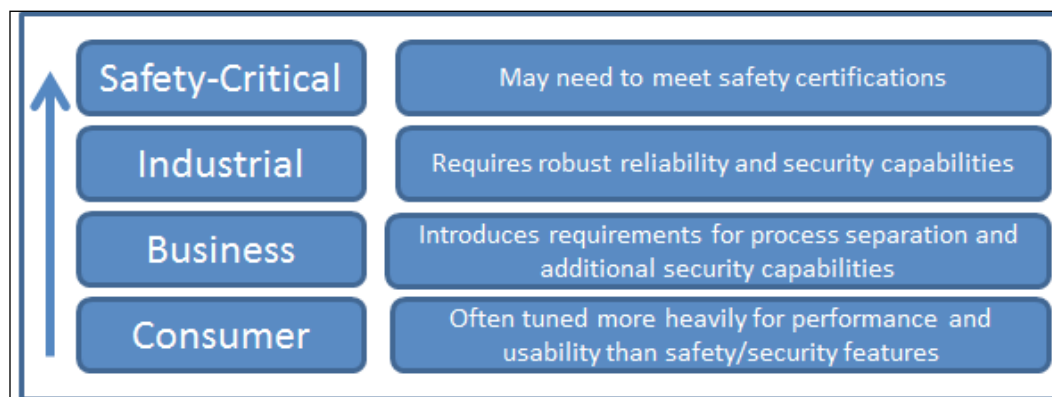 Safety-Critical
May need to meet safety certifications
Industrial
Requires robust reliability and security capabilities
Business
Introduces requirements for process separation and
additional security capabilities
Consumer
Often tuned more heavily for performance and
usability than safety/security features